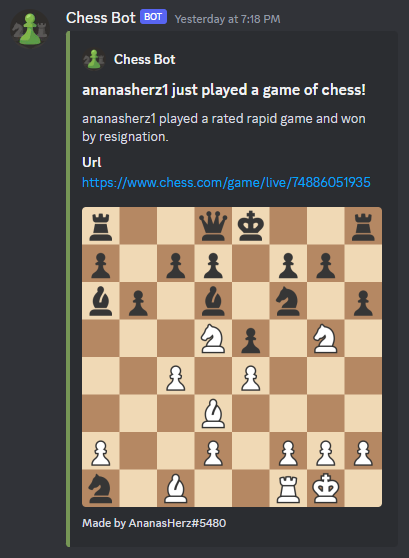 Chess Bot BOT Yesterday at 7:18 PM
Chess Bot
ananasherz1 just played a game of chess!
ananasherz1 played a rated rapid game and won
by resignation.
Url
https://www.chess.com/game/live/74886051935
Made by AnanasHerz#5480